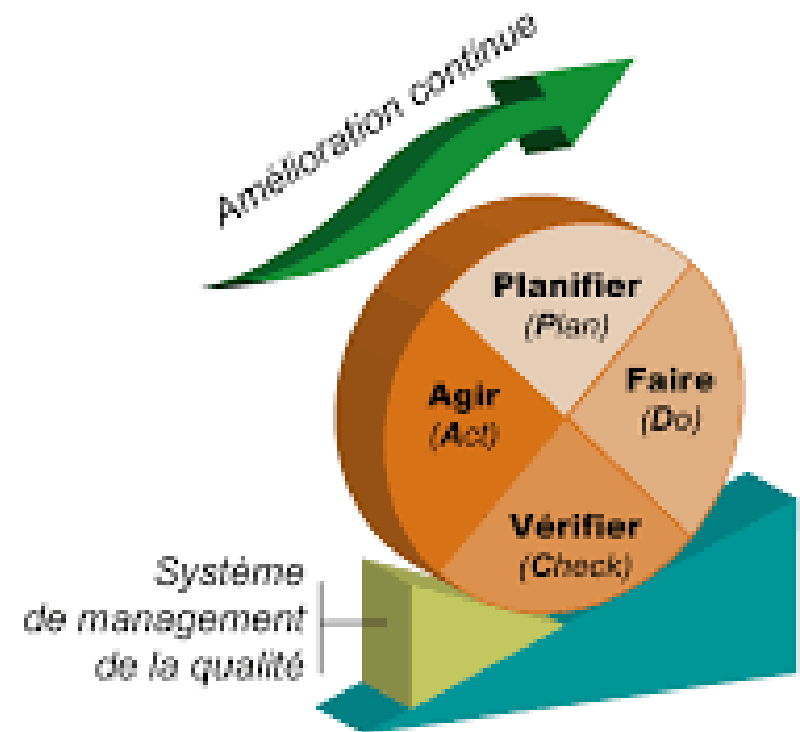 Amélioration continue
Planifier
(Plan)
Faire
(Do)
Agir
(Act)
Vérifier
(Check)
Système
de management
de la qualité